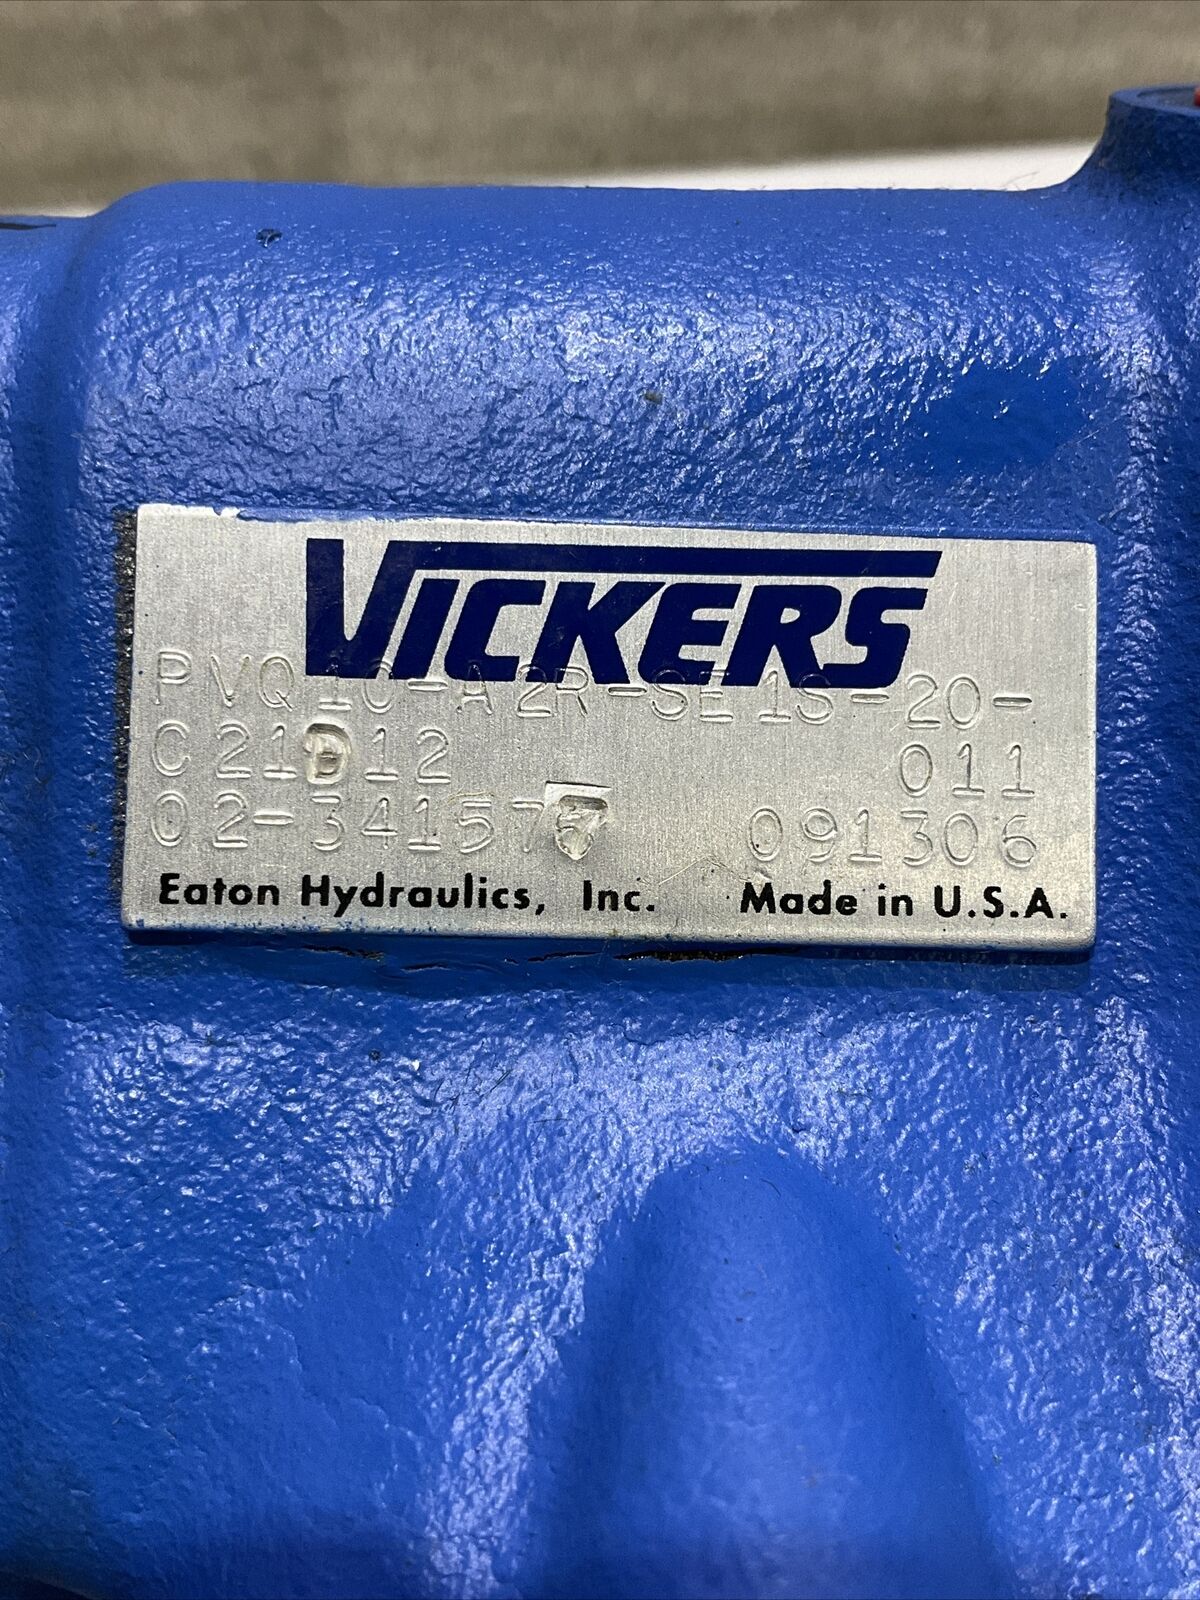 VICKERS
PVQ10-A2R-SE1S-20-
C21D12 011
02-341577 091306
Eaton Hydraulics, Inc. Made in U.S.A.